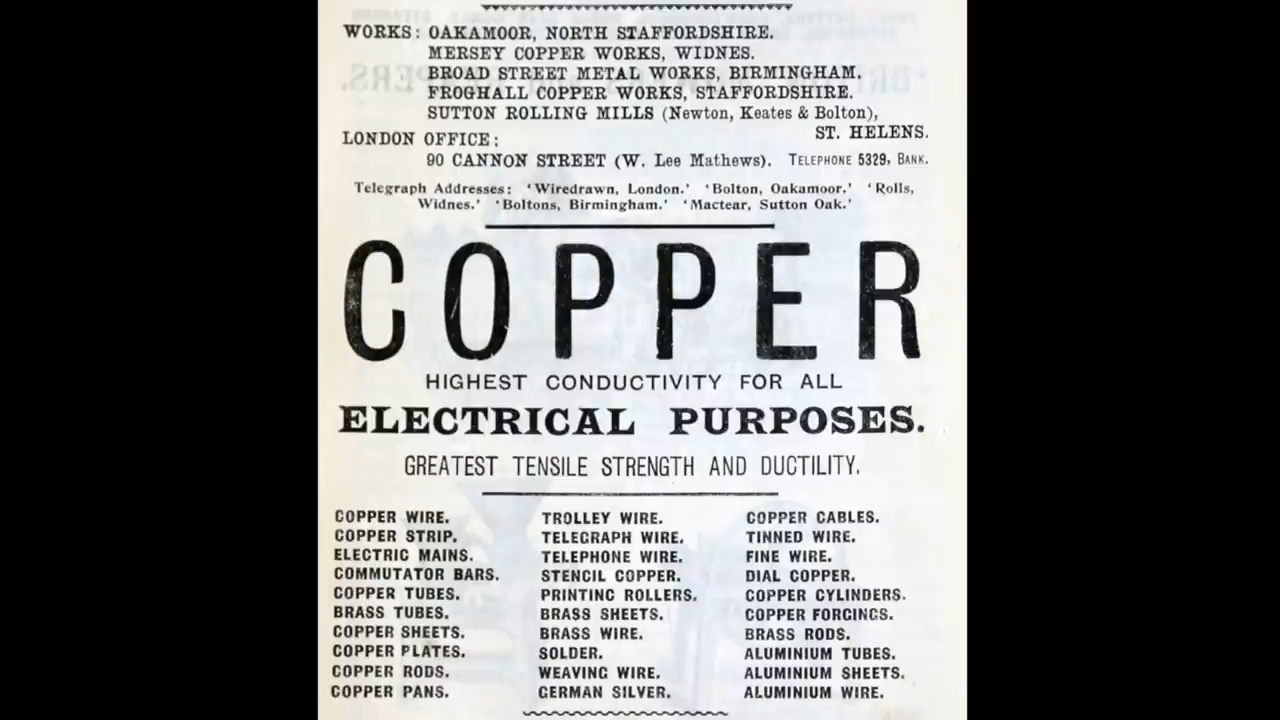 WORKS: OAKAMOOR, NORTH STAFFORDSHIRE.
MERSEY COPPER WORKS, WIDNES.
BROAD STREET METAL WORKS, BIRMINGHAM.
FROGHALL COPPER WORKS, STAFFORDSHIRE.
SUTTON ROLLING MILLS (Newton, Keates & Bolton),
ST. HELENS.
LONDON OFFICE:
90 CANNON STREET (W. Lee Mathews). TELEPHONE 5329, BANK.
Telegraph Addresses: 'Wiredrawn, London.' 'Bolton, Oakamoor.' 'Rolls,
Widnes.' 'Boltons, Birmingham.' 'Mactear, Sutton Oak.'
COPPER
HIGHEST CONDUCTIVITY FOR ALL
ELECTRICAL PURPOSES.
GREATEST TENSILE STRENGTH AND DUCTILITY.
COPPER WIRE. TROLLEY WIRE. COPPER CABLES.
COPPER STRIP. TELEGRAPH WIRE. TINNED WIRE.
ELECTRIC MAINS. TELEPHONE WIRE. FINE WIRE.
COMMUTATOR BARS. STENCIL COPPER. DIAL COPPER.
COPPER TUBES. PRINTING ROLLERS. COPPER CYLINDERS.
BRASS TUBES. BRASS SHEETS. COPPER FORGINGS.
COPPER SHEETS. BRASS WIRE. BRASS RODS.
COPPER PLATES. SOLDER. ALUMINIUM TUBES.
COPPER RODS. WEAVING WIRE. ALUMINIUM SHEETS.
COPPER PANS. GERMAN SILVER. ALUMINIUM WIRE.